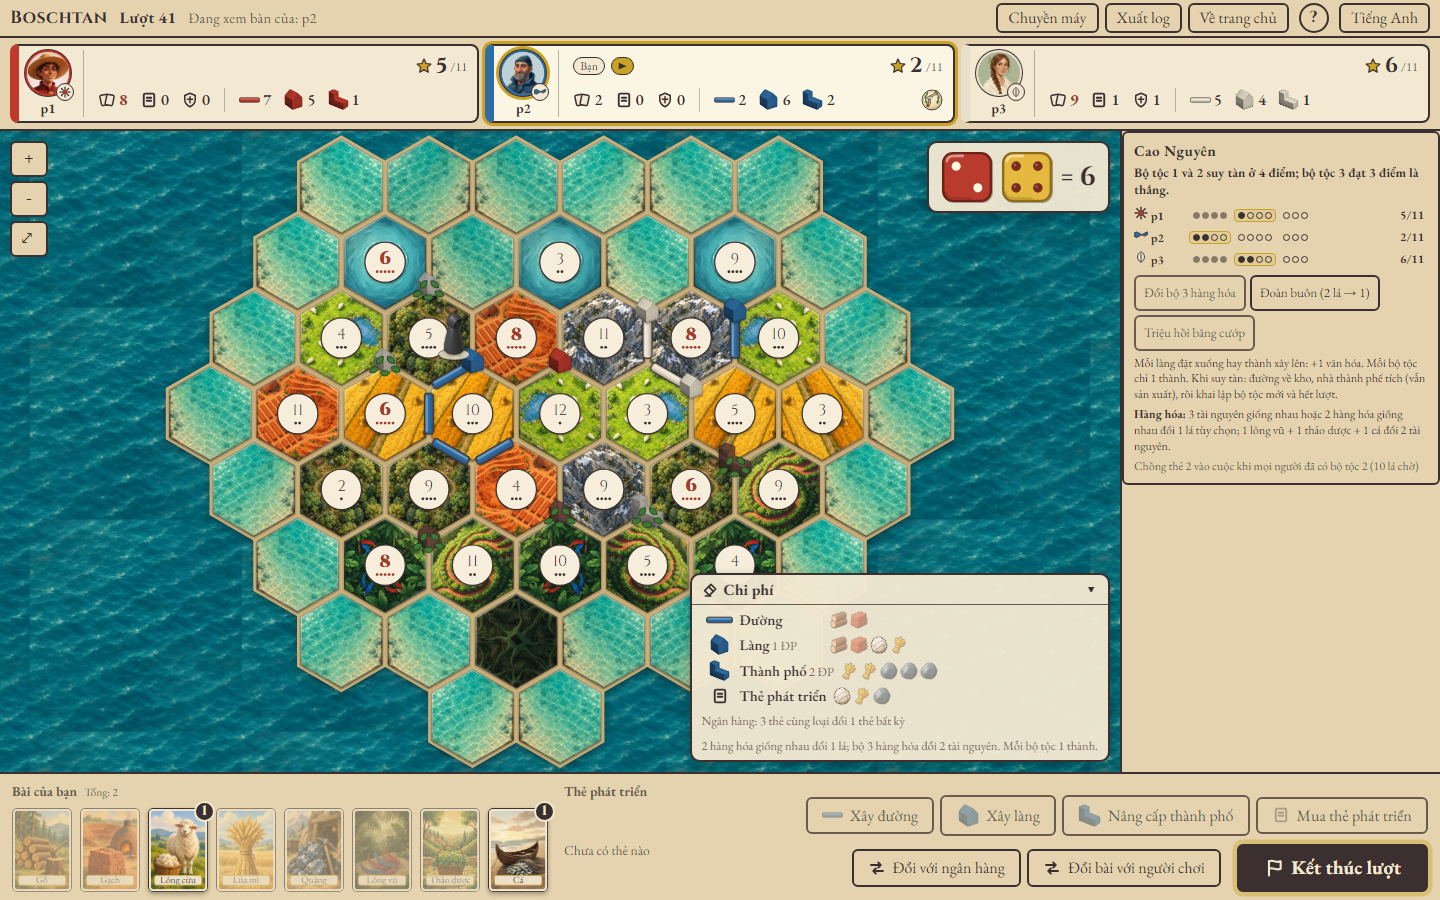 BOSCHTAN Lượt 41 Đang xem bàn của: p2
Chuyền máy Xuất log Về trang chủ ? Tiếng Anh
p1 5/11
8 0 0 7 5 1
p2 Bạn 2/11
2 0 0 2 6 2
p3 6/11
9 1 1 5 4 1
+
-
= 6
6 3 9
4 5 8 11 8 10
11 6 10 12 3 5 3
2 9 4 9 6 9
8 11 10 5 4
Chi phí
Đường
Làng 1 ĐP
Thành phố 2 ĐP
Thẻ phát triển
Ngân hàng: 3 thẻ cùng loại đổi 1 thẻ bất kỳ
2 hàng hóa giống nhau đổi 1 lá; bộ 3 hàng hóa đổi 2 tài nguyên. Mỗi bộ tộc 1 thành.
Cao Nguyên
Bộ tộc 1 và 2 suy tàn ở 4 điểm; bộ tộc 3 đạt 3 điểm là
thắng.
p1 5/11
p2 2/11
p3 6/11
Đổi bộ 3 hàng hóa
Đoàn buôn (2 lá → 1)
Triệu hồi băng cướp
Mỗi làng đặt xuống hay thành xây lên: +1 văn hóa. Mỗi bộ tộc
chỉ 1 thành. Khi suy tàn: đường về kho, nhà thành phế tích (vẫn
sản xuất), rồi khai lập bộ tộc mới và hết lượt.
Hàng hóa: 3 tài nguyên giống nhau hoặc 2 hàng hóa giống
nhau đổi 1 lá tùy chọn; 1 lông vũ + 1 thảo dược + 1 cá đổi 2 tài
nguyên.
Chồng thẻ 2 vào cuộc khi mọi người đã có bộ tộc 2 (10 lá chờ)
Bài của bạn Tổng: 2
1 1
Gỗ Gạch Lông cừu Lúa mì Quặng Lông vũ Thảo dược Cá
Thẻ phát triển
Chưa có thẻ nào
Xây đường Xây làng Nâng cấp thành phố Mua thẻ phát triển
Đổi với ngân hàng Đổi bài với người chơi Kết thúc lượt